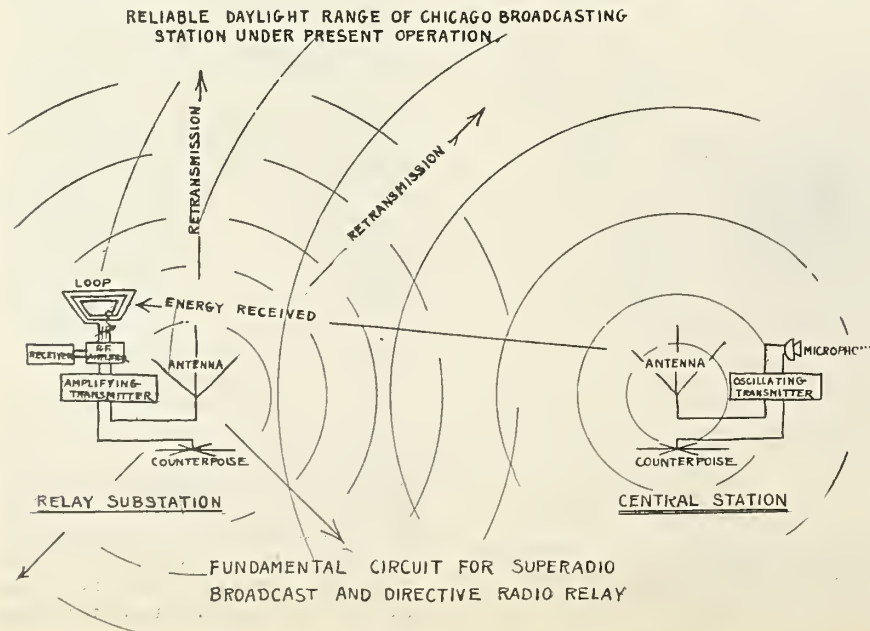 RELIABLE DAYLIGHT RANGE OF CHICAGO BROADCASTING
STATION UNDER PRESENT OPERATION.
RETRANSMISSION
RETRANSMISSION
LOOP
ENERGY RECEIVED
RECEIVER
R.F.
AMPLIFIER
AMPLIFYING-
TRANSMITTER
ANTENNA
COUNTERPOISE
RELAY SUBSTATION
ANTENNA
OSCILLATING-
TRANSMITTER
COUNTERPOISE
CENTRAL STATION
FUNDAMENTAL CIRCUIT FOR SUPERADIO
BROADCAST AND DIRECTIVE RADIO RELAY